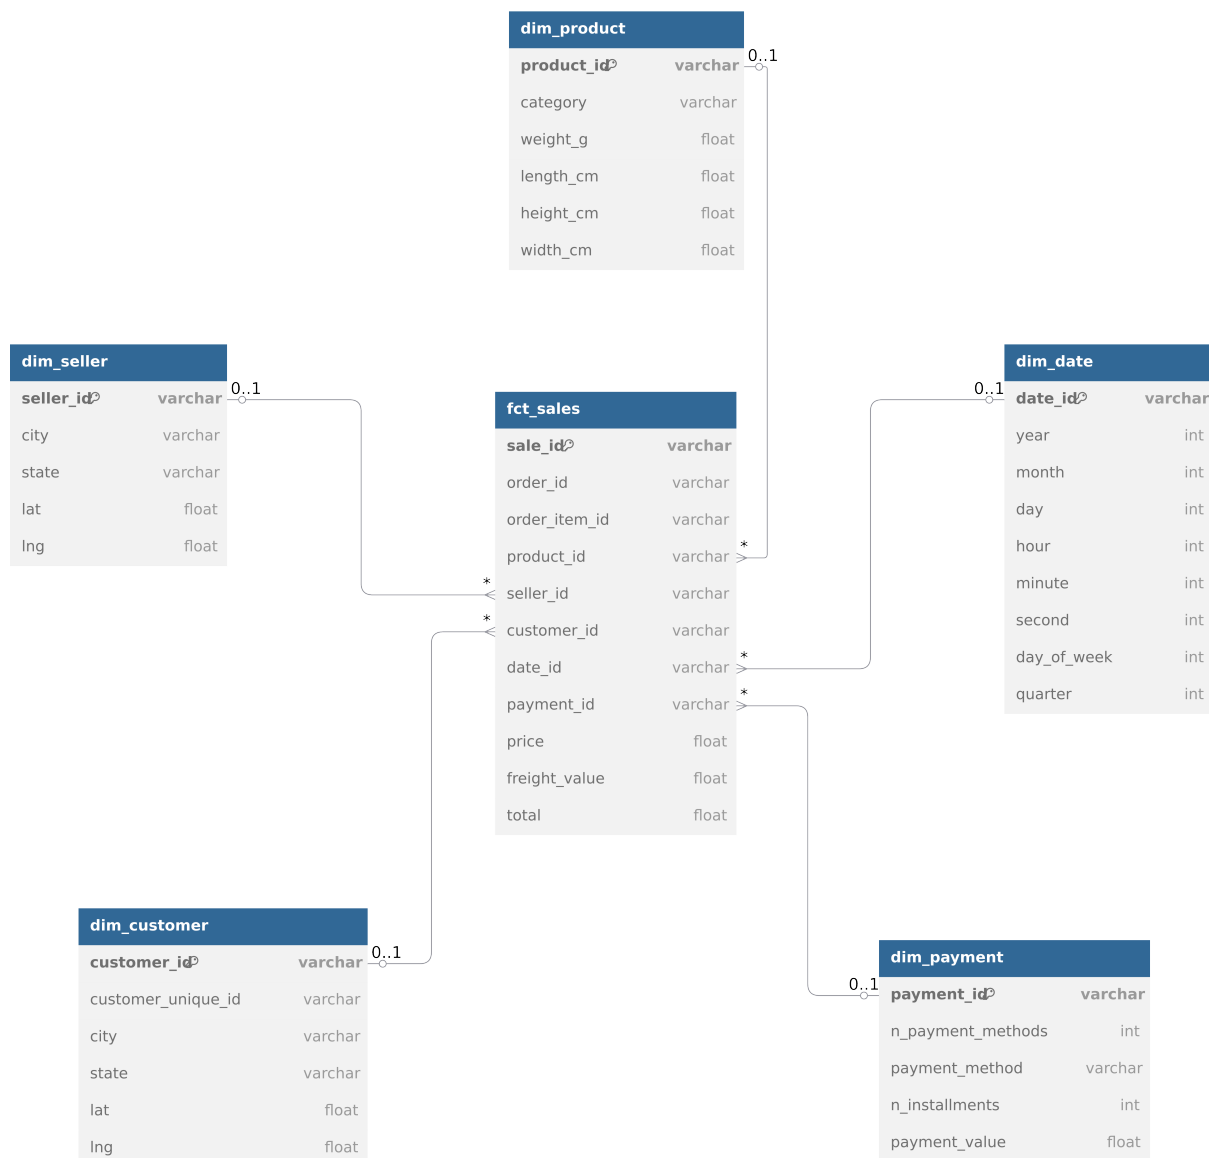 dim_product
product_id varchar
category varchar
weight_g float
length_cm float
height_cm float
width_cm float
0..1
dim_seller
seller_id varchar
city varchar
state varchar
lat float
lng float
0..1
fct_sales
sale_id varchar
order_id varchar
order_item_id varchar
product_id varchar
*
* seller_id varchar
* customer_id varchar
date_id varchar
*
payment_id varchar
*
price float
freight_value float
total float
dim_date
0..1
date_id varchar
year int
month int
day int
hour int
minute int
second int
day_of_week int
quarter int
dim_customer
customer_id varchar
0..1
customer_unique_id varchar
city varchar
state varchar
lat float
lng float
dim_payment
0..1
payment_id varchar
n_payment_methods int
payment_method varchar
n_installments int
payment_value float